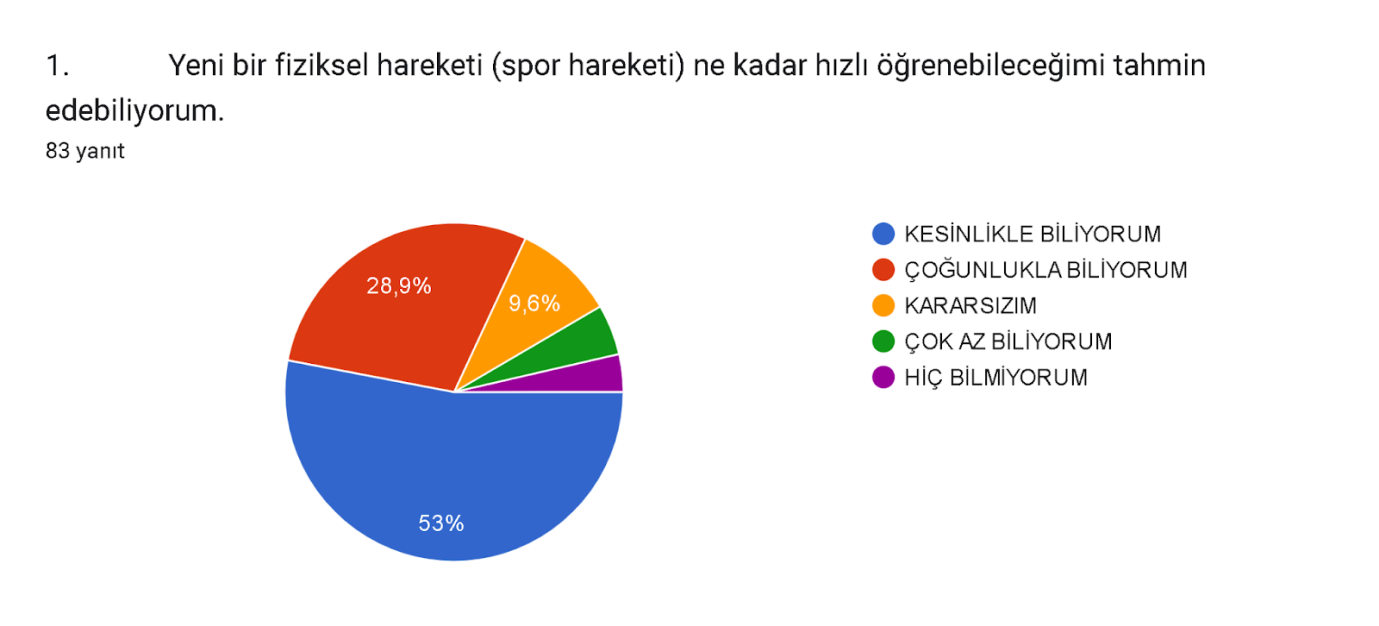 1. Yeni bir fiziksel hareketi (spor hareketi) ne kadar hızlı öğrenebileceğimi tahmin
edebiliyorum.
83 yanıt
28,9%
9,6%
53%
KESİNLİKLE BİLİYORUM
ÇOĞUNLUKLA BİLİYORUM
KARARSIZIM
ÇOK AZ BİLİYORUM
HİÇ BİLMİYORUM